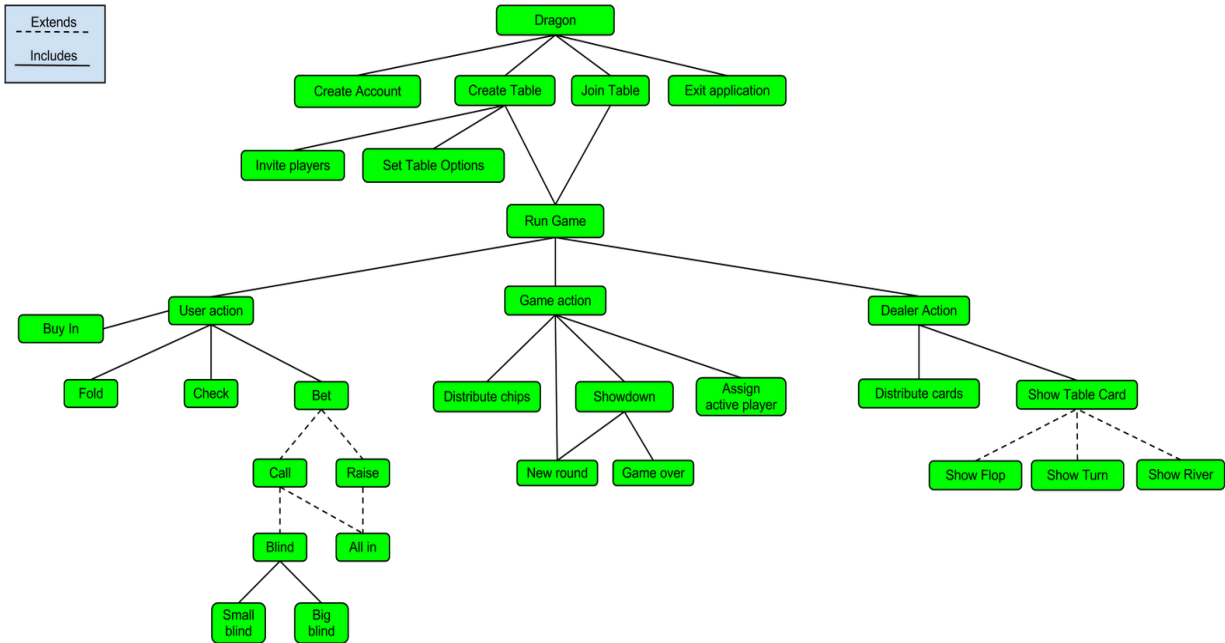 Extends
Includes
Dragon
Create Account
Create Table
Join Table
Exit application
Invite players
Set Table Options
Run Game
User action
Game action
Dealer Action
Buy In
Fold
Check
Bet
Distribute chips
Showdown
Assign
active player
Distribute cards
Show Table Card
Call
Raise
New round
Game over
Show Flop
Show Turn
Show River
Blind
All in
Small
blind
Big
blind